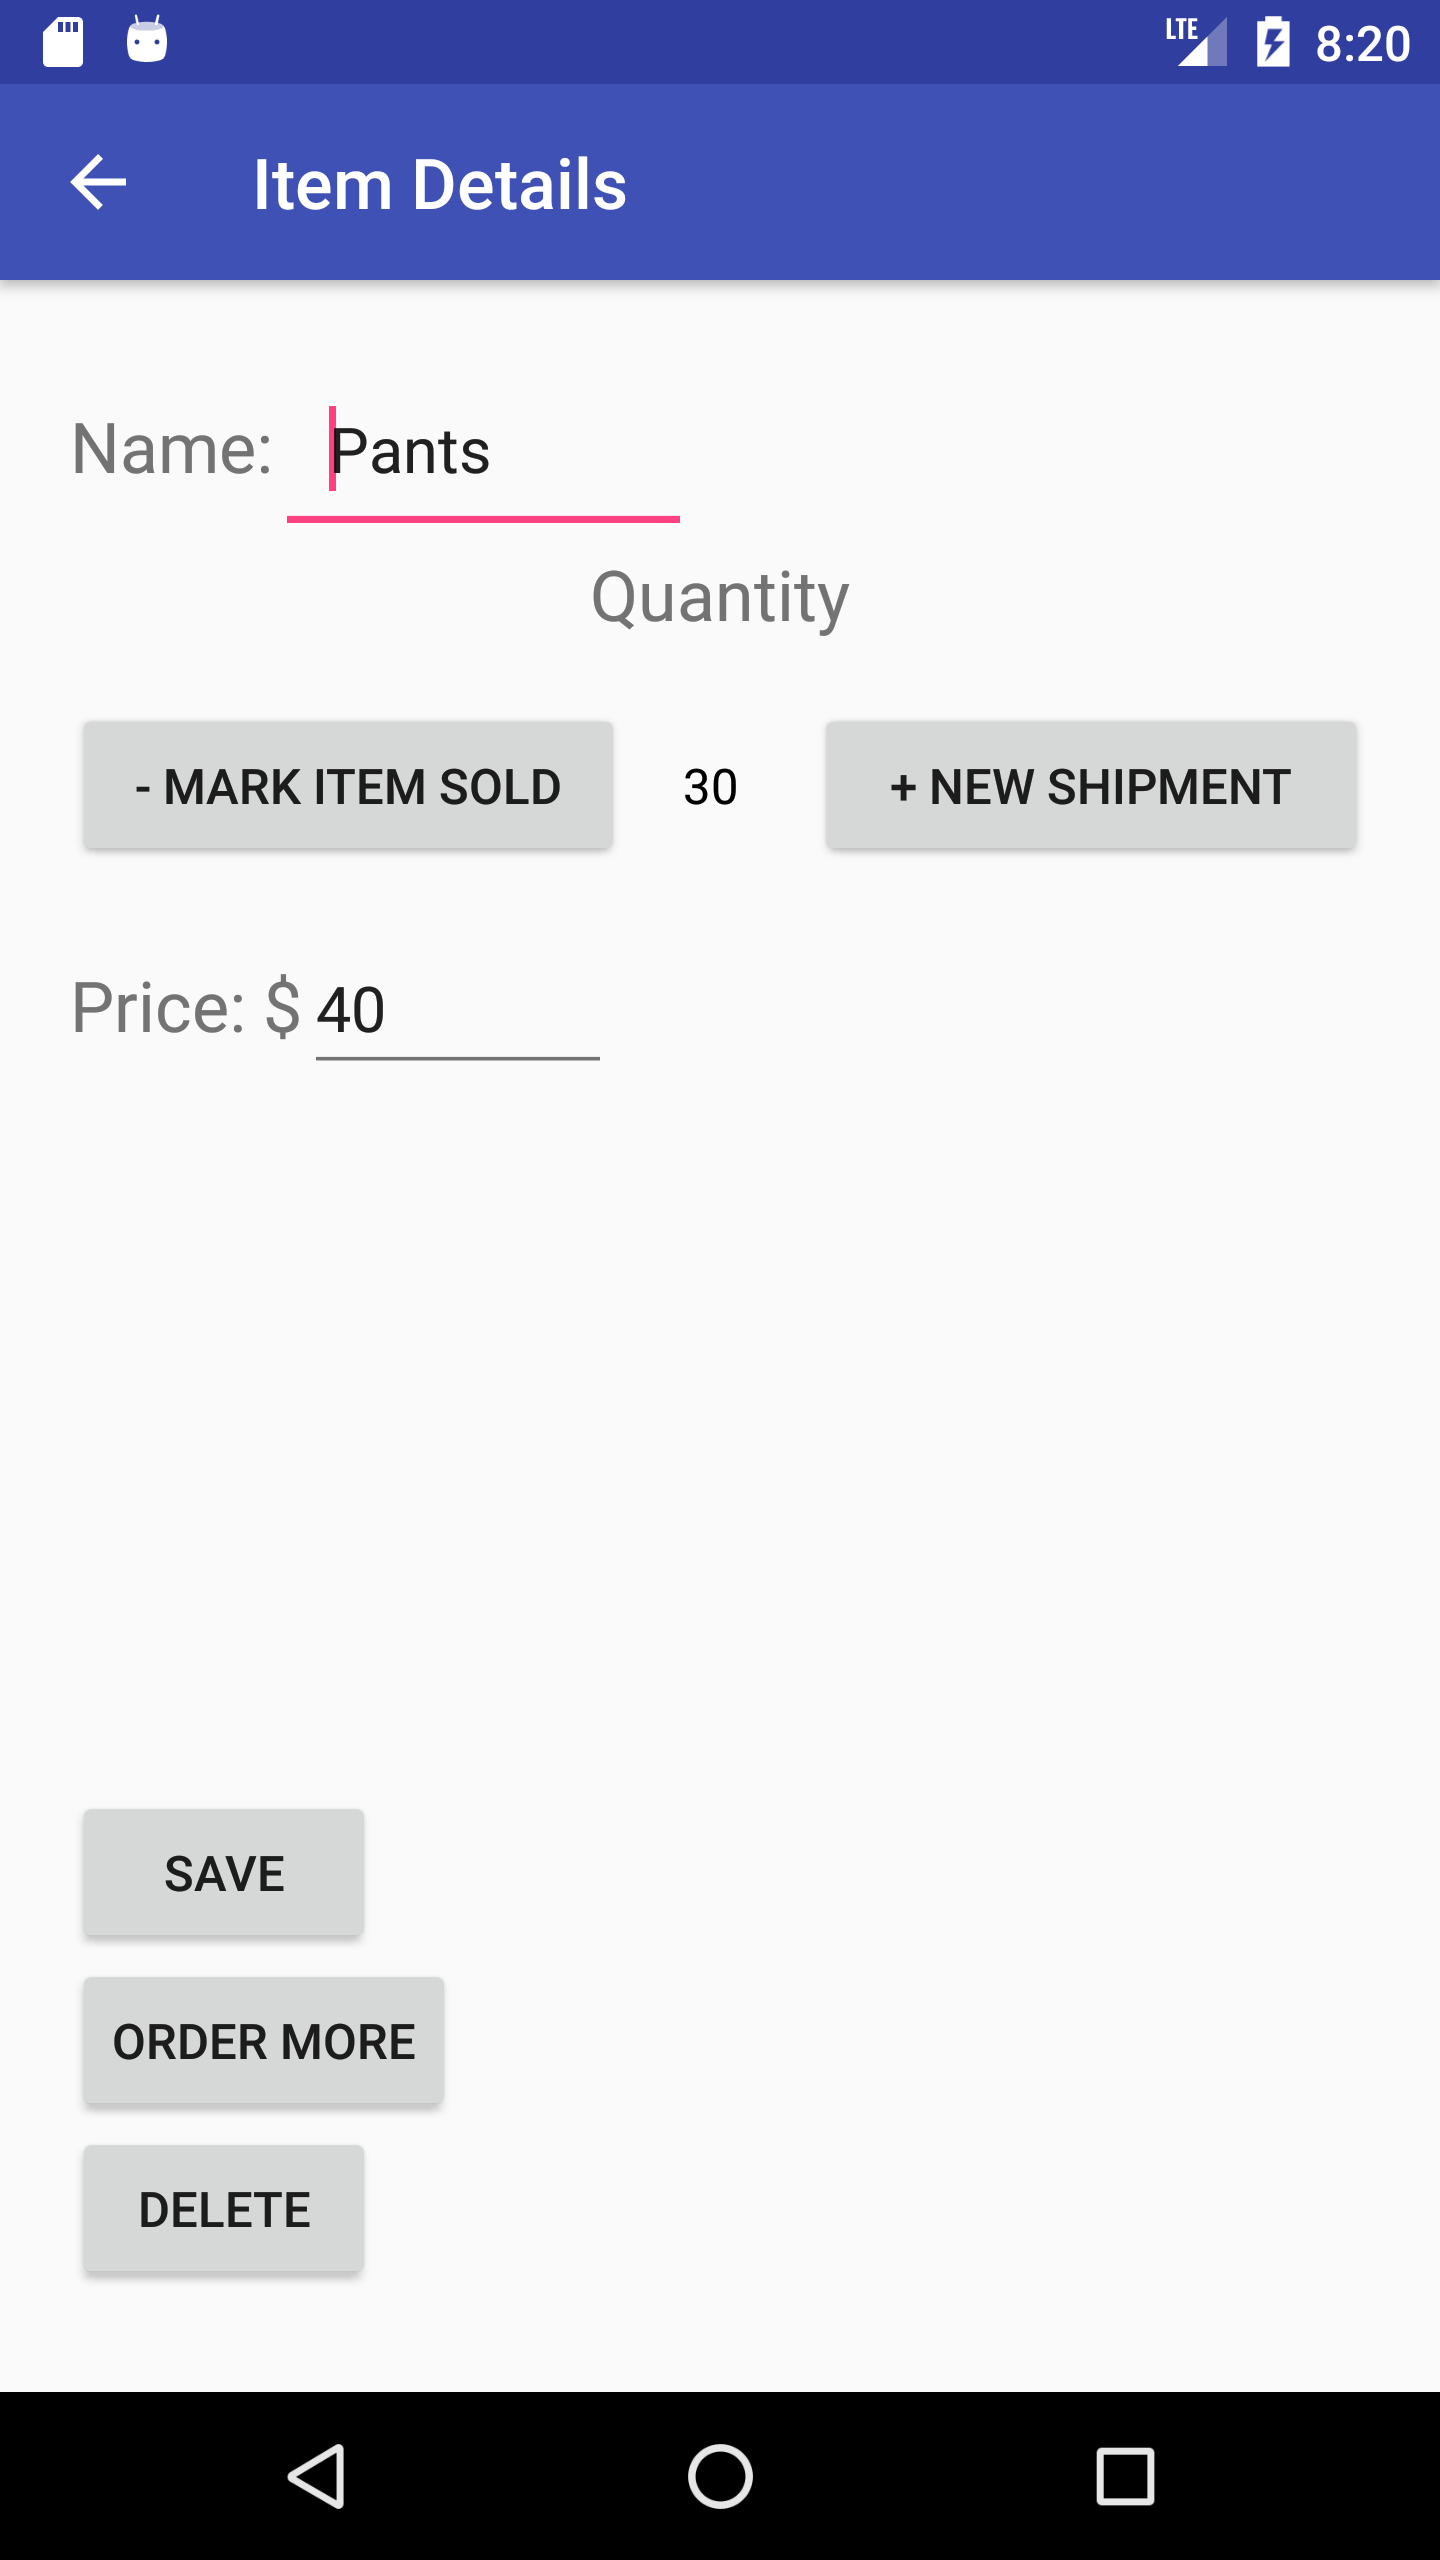 LTE 8:20
Item Details
Name: Pants
Quantity
- MARK ITEM SOLD 30 + NEW SHIPMENT
Price: $ 40
SAVE
ORDER MORE
DELETE